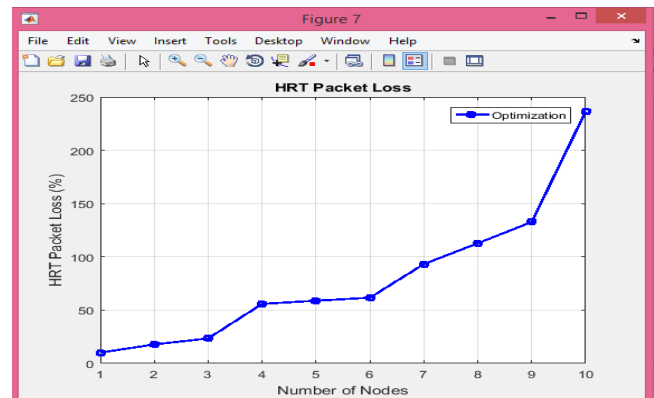 Figure 7
File Edit View Insert Tools Desktop Window Help
HRT Packet Loss
Optimization
250
200
150
100
50
0
HRT Packet Loss (%)
1 2 3 4 5 6 7 8 9 10
Number of Nodes